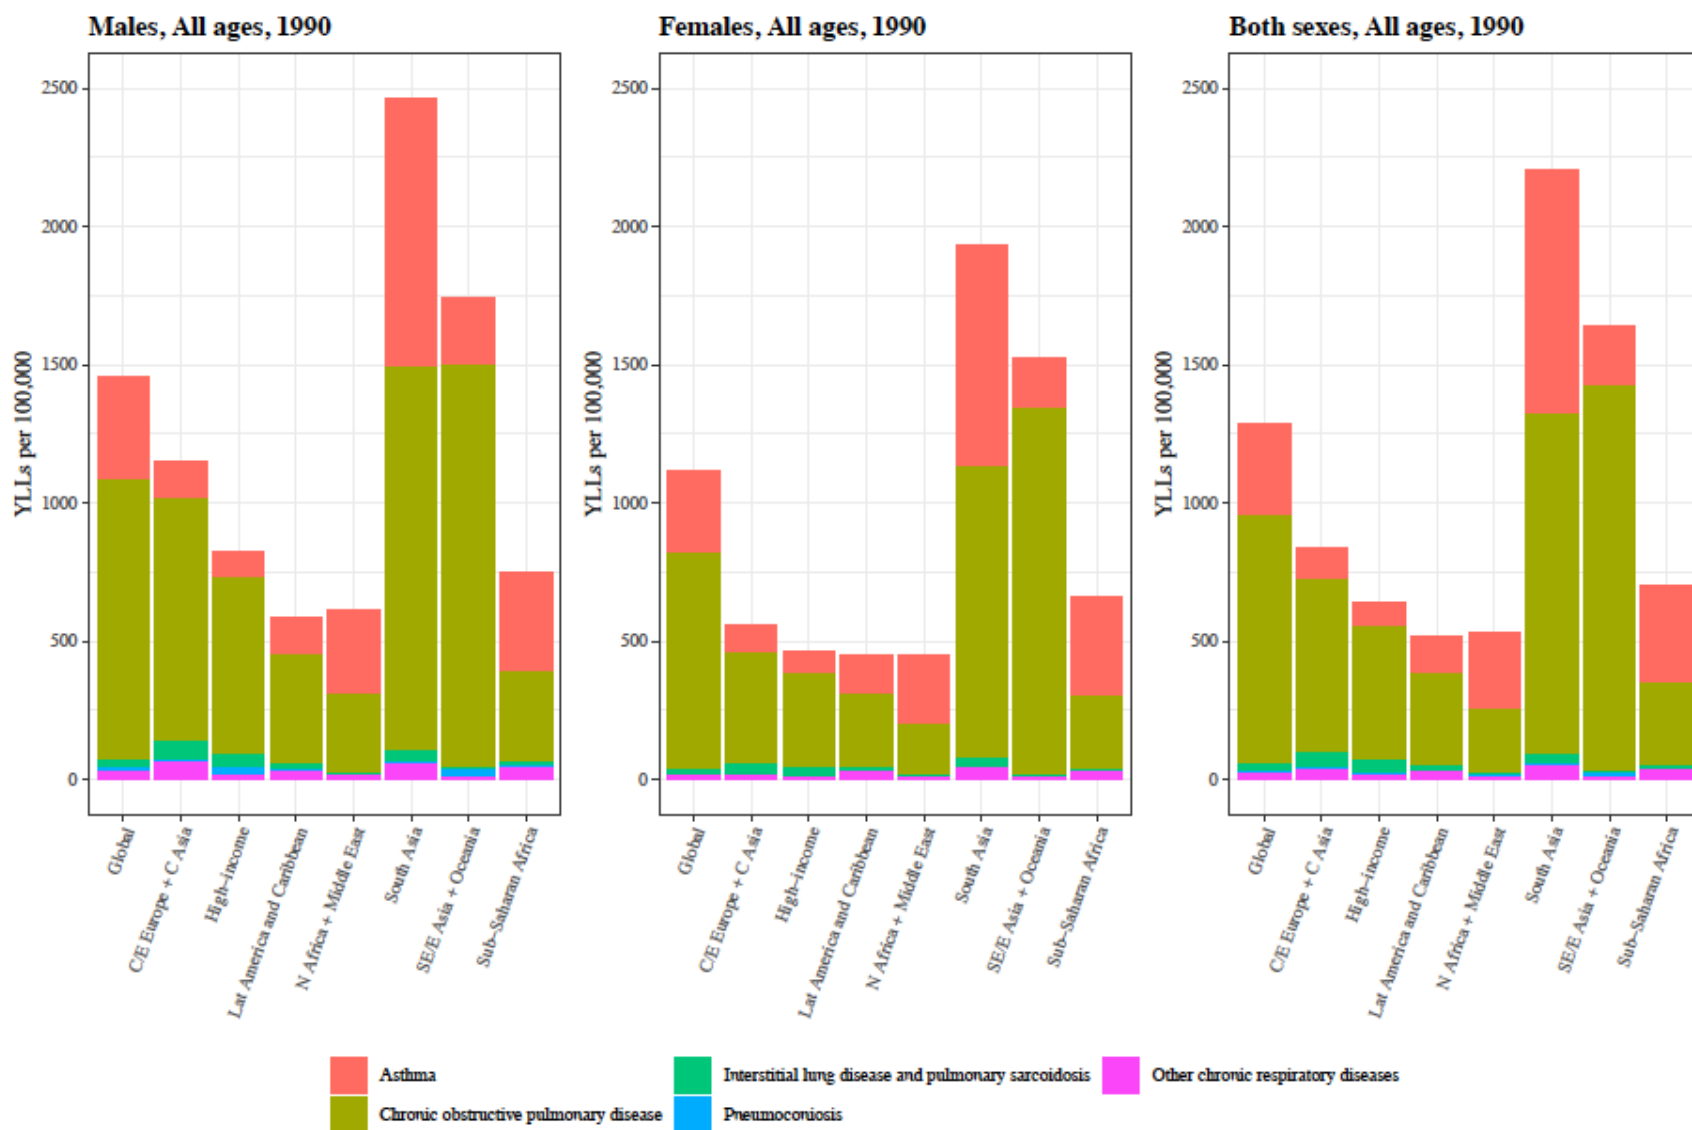 Males, All ages, 1990
Females, All ages, 1990
Both sexes, All ages, 1990
YLLs per 100,000
2500
2000
1500
1000
500
0
Global
C/E Europe + C Asia
High-income
Lat America and Caribbean
N Africa + Middle East
South Asia
SE/E Asia + Oceania
Sub-Saharan Africa
YLLs per 100,000
2500
2000
1500
1000
500
0
Global
C/E Europe + C Asia
High-income
Lat America and Caribbean
N Africa + Middle East
South Asia
SE/E Asia + Oceania
Sub-Saharan Africa
YLLs per 100,000
2500
2000
1500
1000
500
0
Global
C/E Europe + C Asia
High-income
Lat America and Caribbean
N Africa + Middle East
South Asia
SE/E Asia + Oceania
Sub-Saharan Africa
Asthma
Interstitial lung disease and pulmonary sarcoidosis
Other chronic respiratory diseases
Chronic obstructive pulmonary disease
Pneumoconiosis